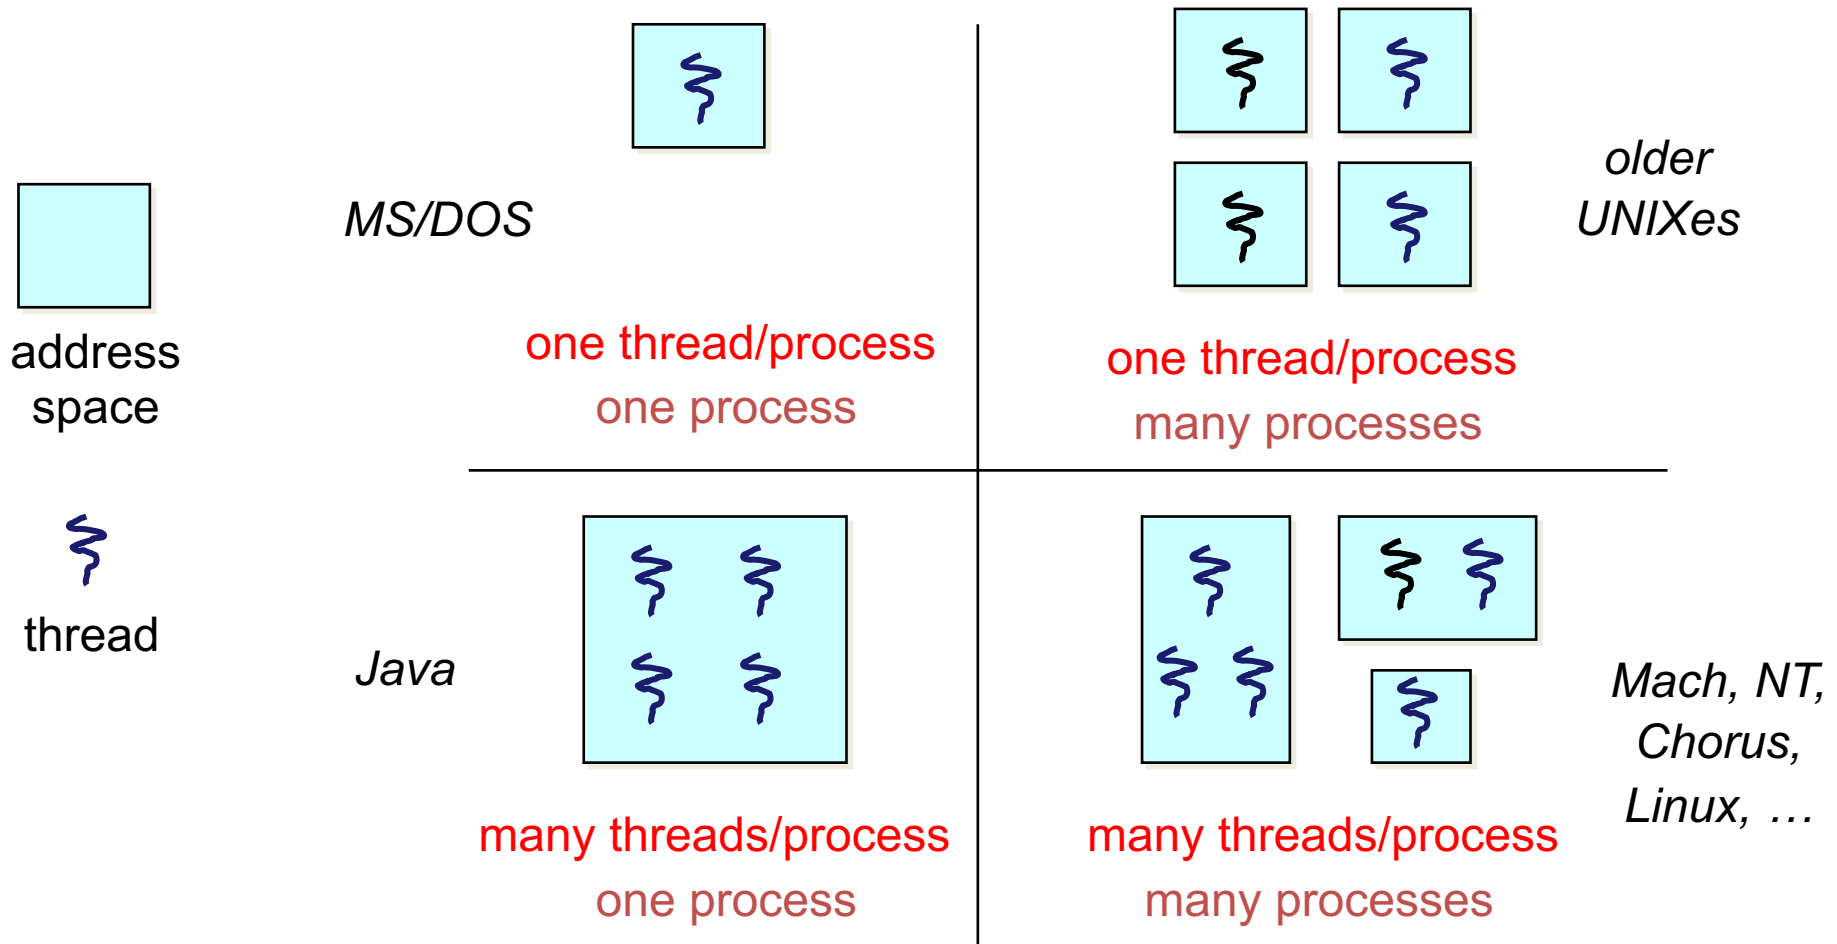 address
space
thread
MS/DOS
one thread/process
one process
older
UNIXes
one thread/process
many processes
Java
many threads/process
one process
Mach, NT,
Chorus,
Linux, …
many threads/process
many processes